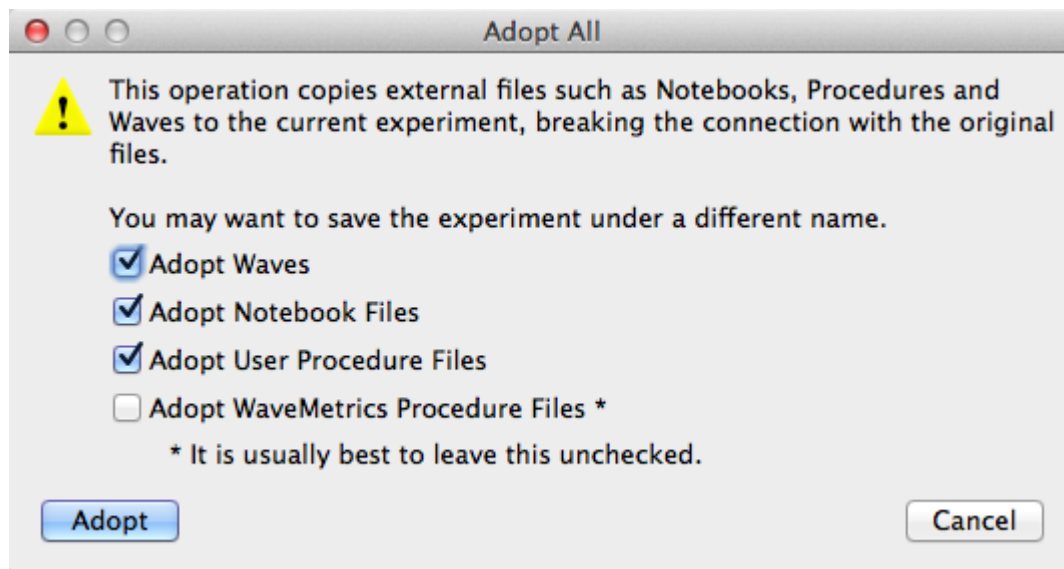 Adopt All
This operation copies external files such as Notebooks, Procedures and
Waves to the current experiment, breaking the connection with the original
files.
You may want to save the experiment under a different name.
Adopt Waves
Adopt Notebook Files
Adopt User Procedure Files
Adopt WaveMetrics Procedure Files *
* It is usually best to leave this unchecked.
Adopt
Cancel